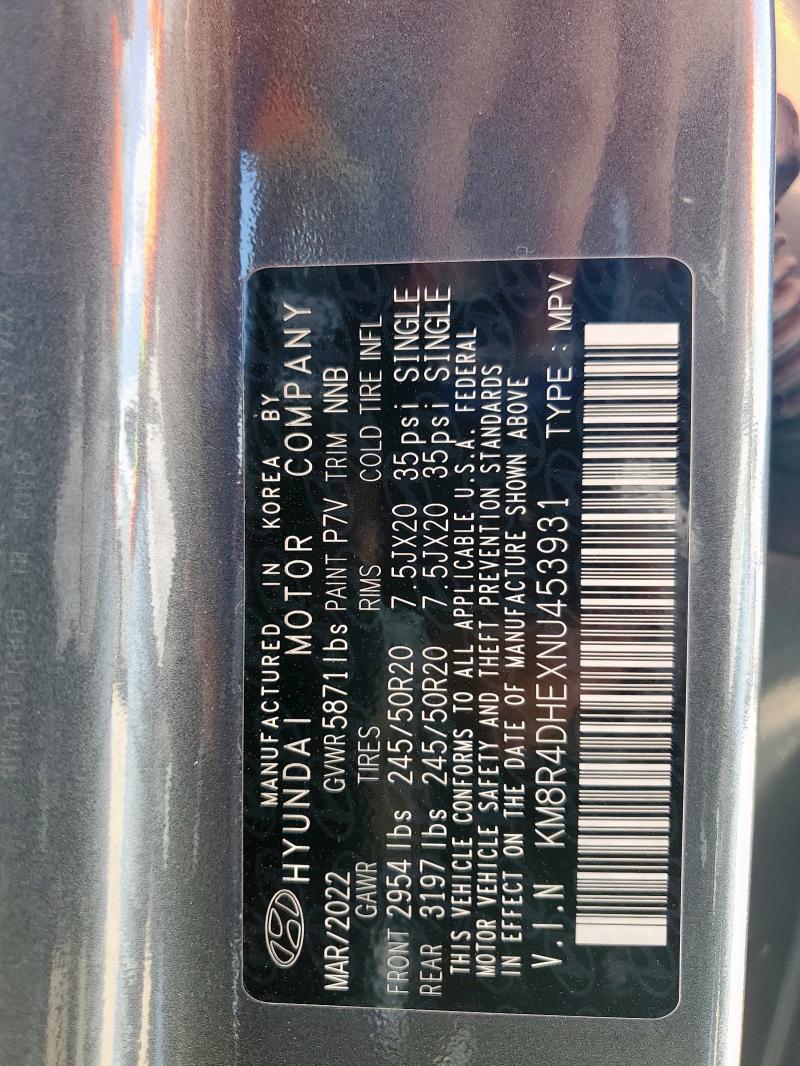 MANUFACTURED IN KOREA BY
HYUNDAI MOTOR COMPANY
MAR/2022 GVWR 5871lbs PAINT P7V TRIM NNB
GAWR TIRES RIMS COLD TIRE INFL
FRONT 2954 lbs 245/50R20 7.5JX20 35psi SINGLE
REAR 3197 lbs 245/50R20 7.5JX20 35psi SINGLE
THIS VEHICLE CONFORMS TO ALL APPLICABLE U.S.A. FEDERAL
MOTOR VEHICLE SAFETY AND THEFT PREVENTION STANDARDS
IN EFFECT ON THE DATE OF MANUFACTURE SHOWN ABOVE
V.I.N KM8R4DHEXNU453931 TYPE : MPV